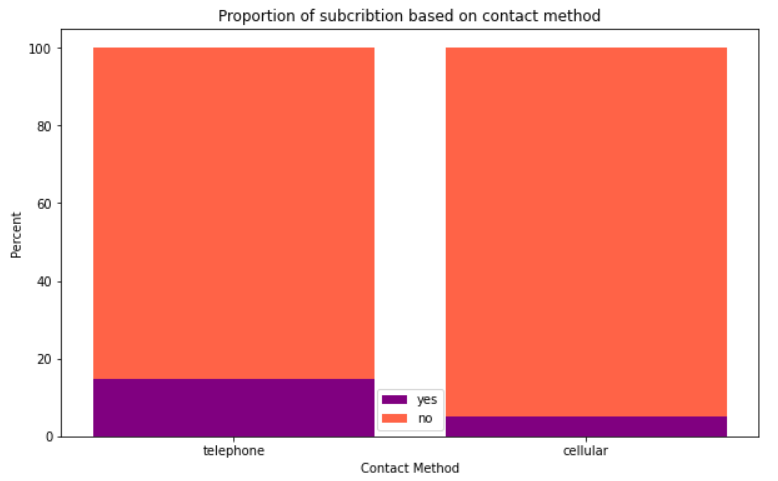 Proportion of subcribtion based on contact method
100
80
60
40
20
0
Percent
yes
no
telephone
cellular
Contact Method